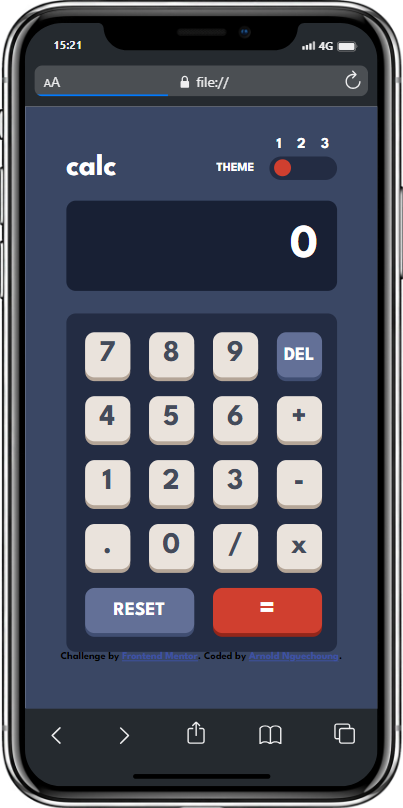 15:21
4G
AA
file://
1 2 3
calc
THEME
0
7 8 9 DEL
4 5 6 +
1 2 3 -
. 0 / x
RESET =
Challenge by Frontend Mentor. Coded by Arnold Nguechoung.